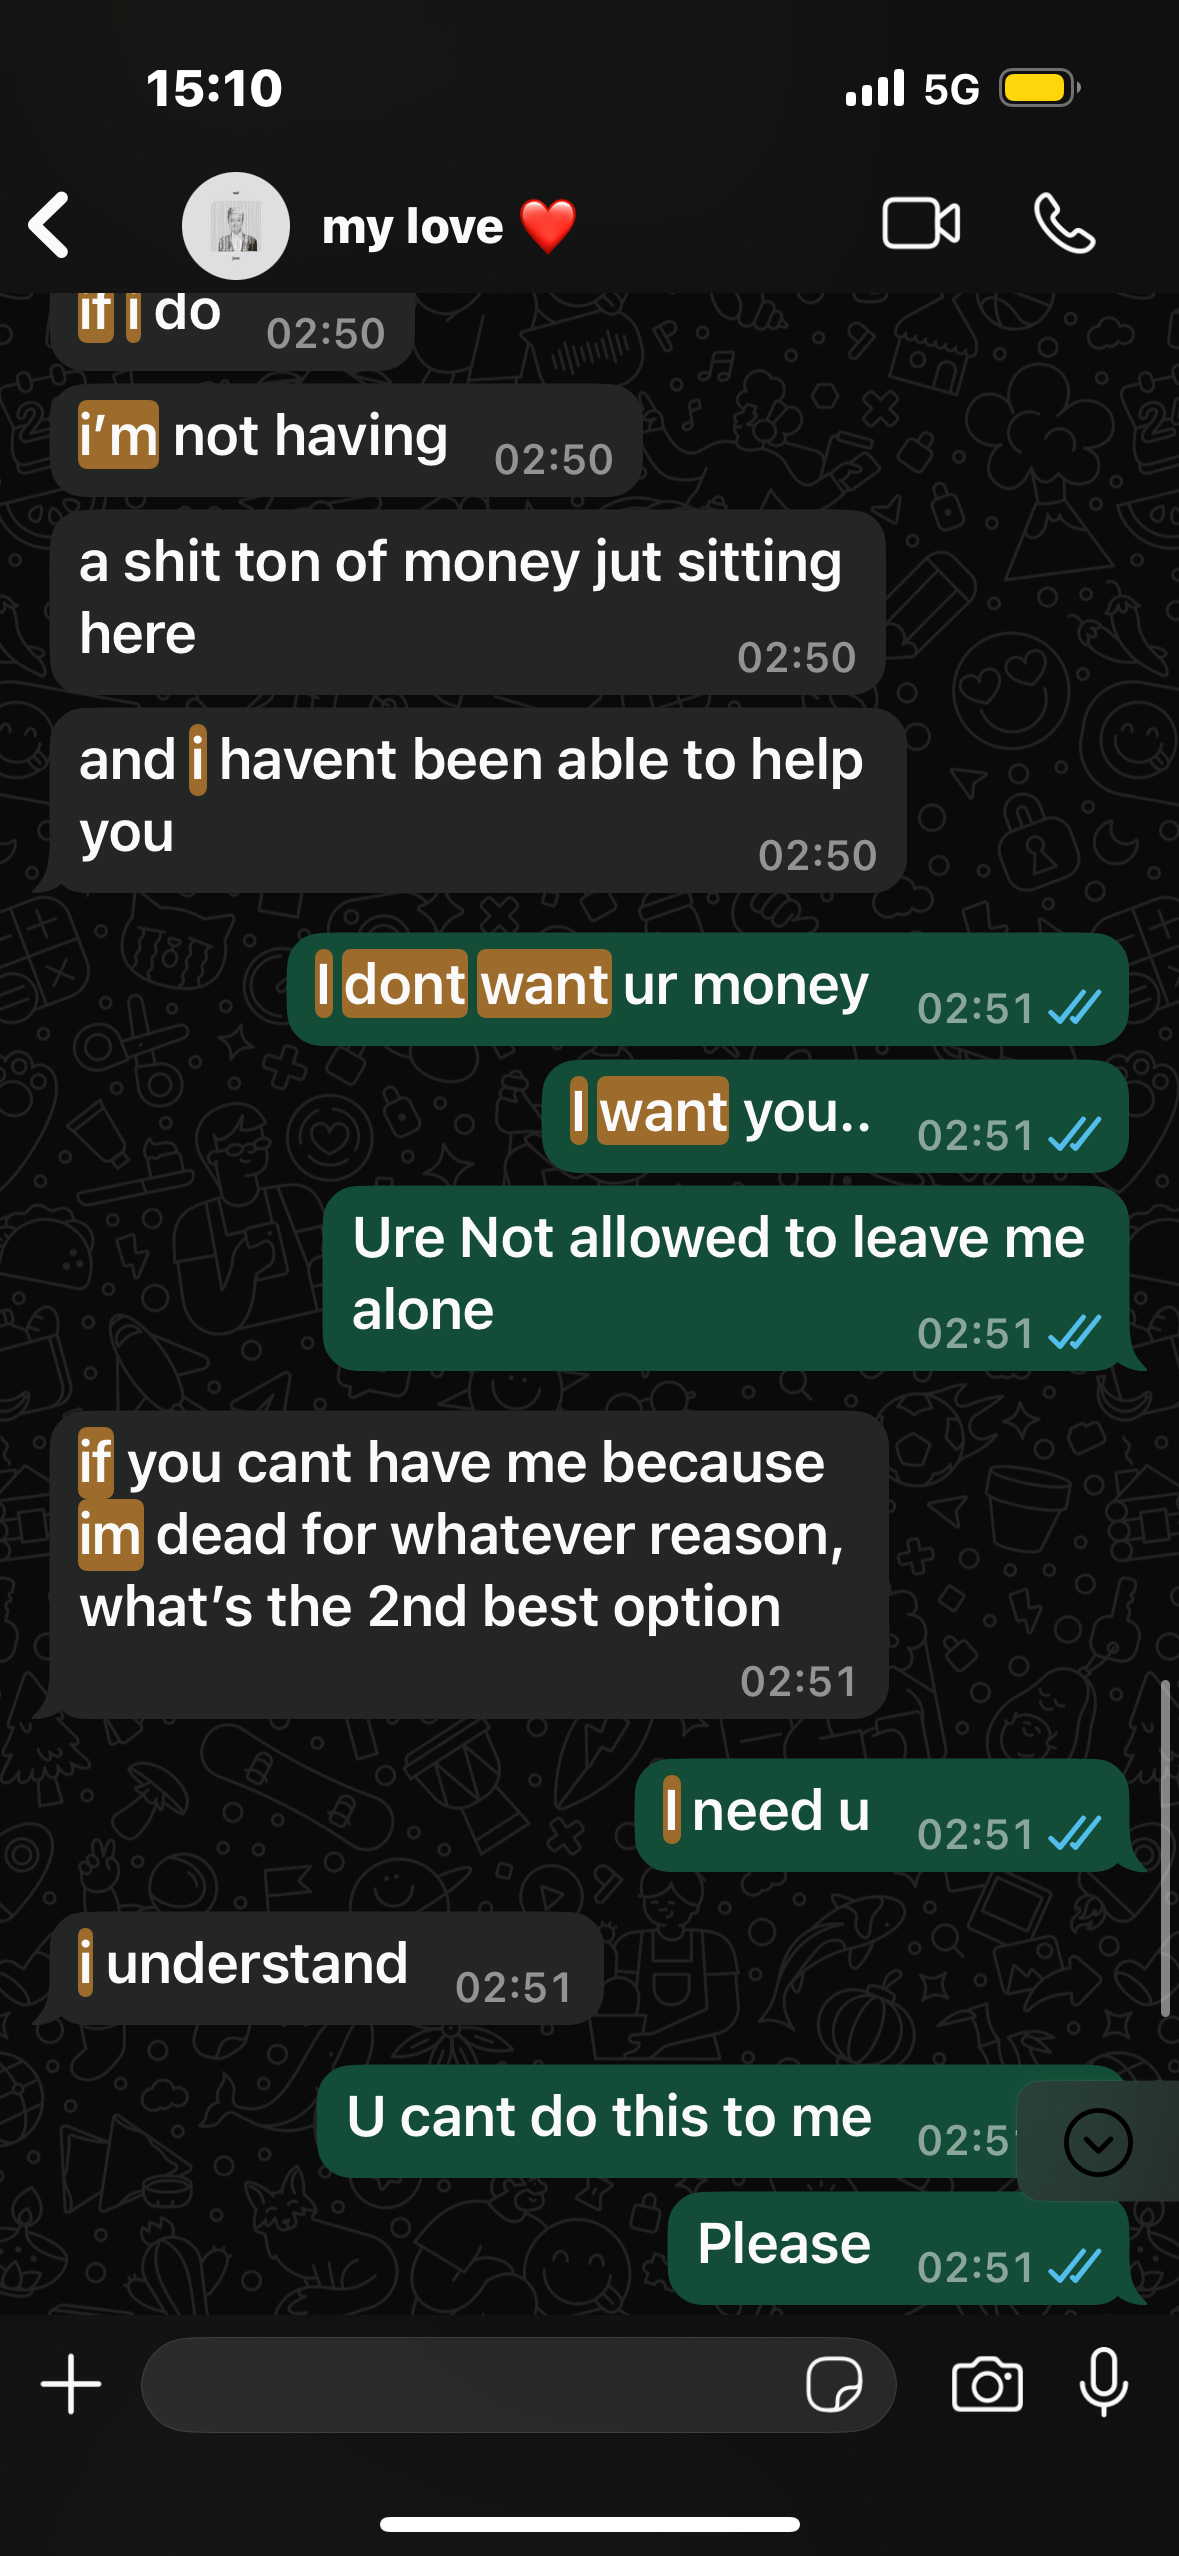 15:10
5G
my love ❤️
if i do
02:50
i'm not having
02:50
a shit ton of money jut sitting
here
02:50
and i havent been able to help
you
02:50
I dont want ur money
02:51
I want you..
02:51
Ure Not allowed to leave me
alone
02:51
if you cant have me because
im dead for whatever reason,
what's the 2nd best option
02:51
I need u
02:51
i understand
02:51
U cant do this to me
02:5
Please
02:51